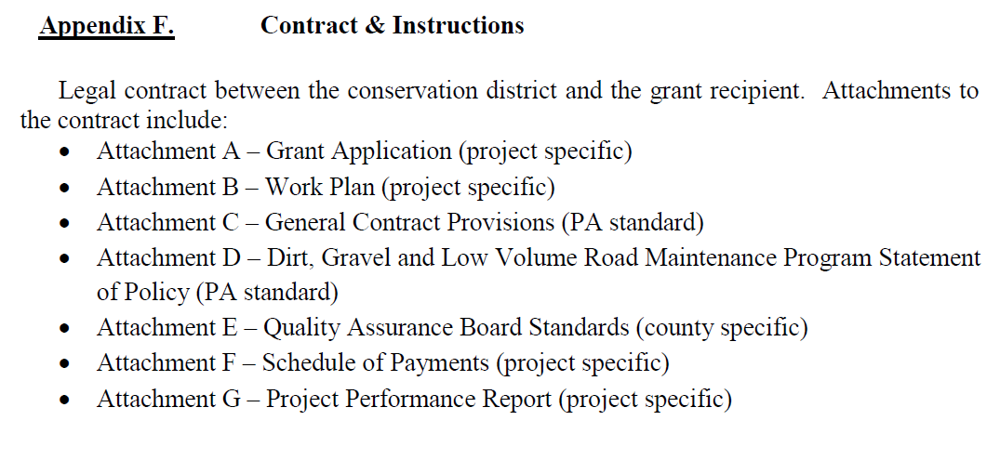 Appendix F. Contract & Instructions
Legal contract between the conservation district and the grant recipient. Attachments to
the contract include:
• Attachment A – Grant Application (project specific)
• Attachment B – Work Plan (project specific)
• Attachment C – General Contract Provisions (PA standard)
• Attachment D – Dirt, Gravel and Low Volume Road Maintenance Program Statement
of Policy (PA standard)
• Attachment E – Quality Assurance Board Standards (county specific)
• Attachment F – Schedule of Payments (project specific)
• Attachment G – Project Performance Report (project specific)